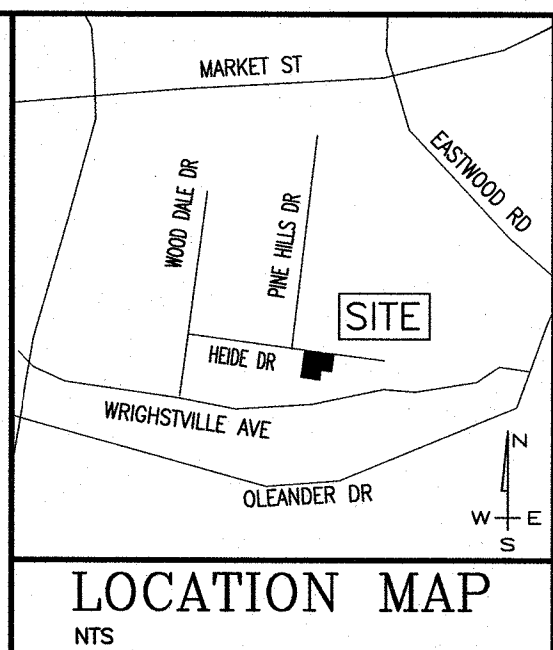 MARKET ST
EASTWOOD RD
WOOD DALE DR
PINE HILLS DR
SITE
HEIDE DR
WRIGHSTVILLE AVE
OLEANDER DR
N
W E
S
LOCATION MAP
NTS